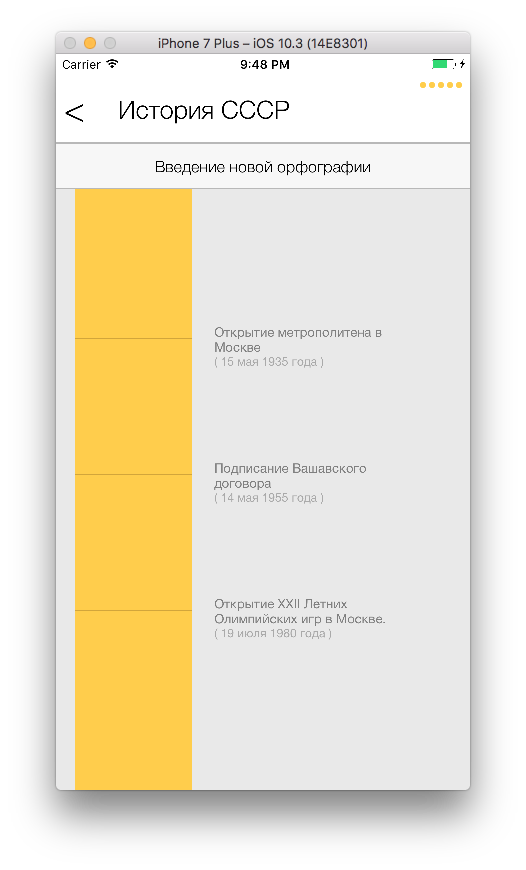 iPhone 7 Plus – iOS 10.3 (14E8301)
Carrier 9:48 PM
< История СССР
Введение новой орфографии
Открытие метрополитена в
Москве
( 15 мая 1935 года )
Подписание Вашавского
договора
( 14 мая 1955 года )
Открытие XXII Летних
Олимпийских игр в Москве.
( 19 июля 1980 года )